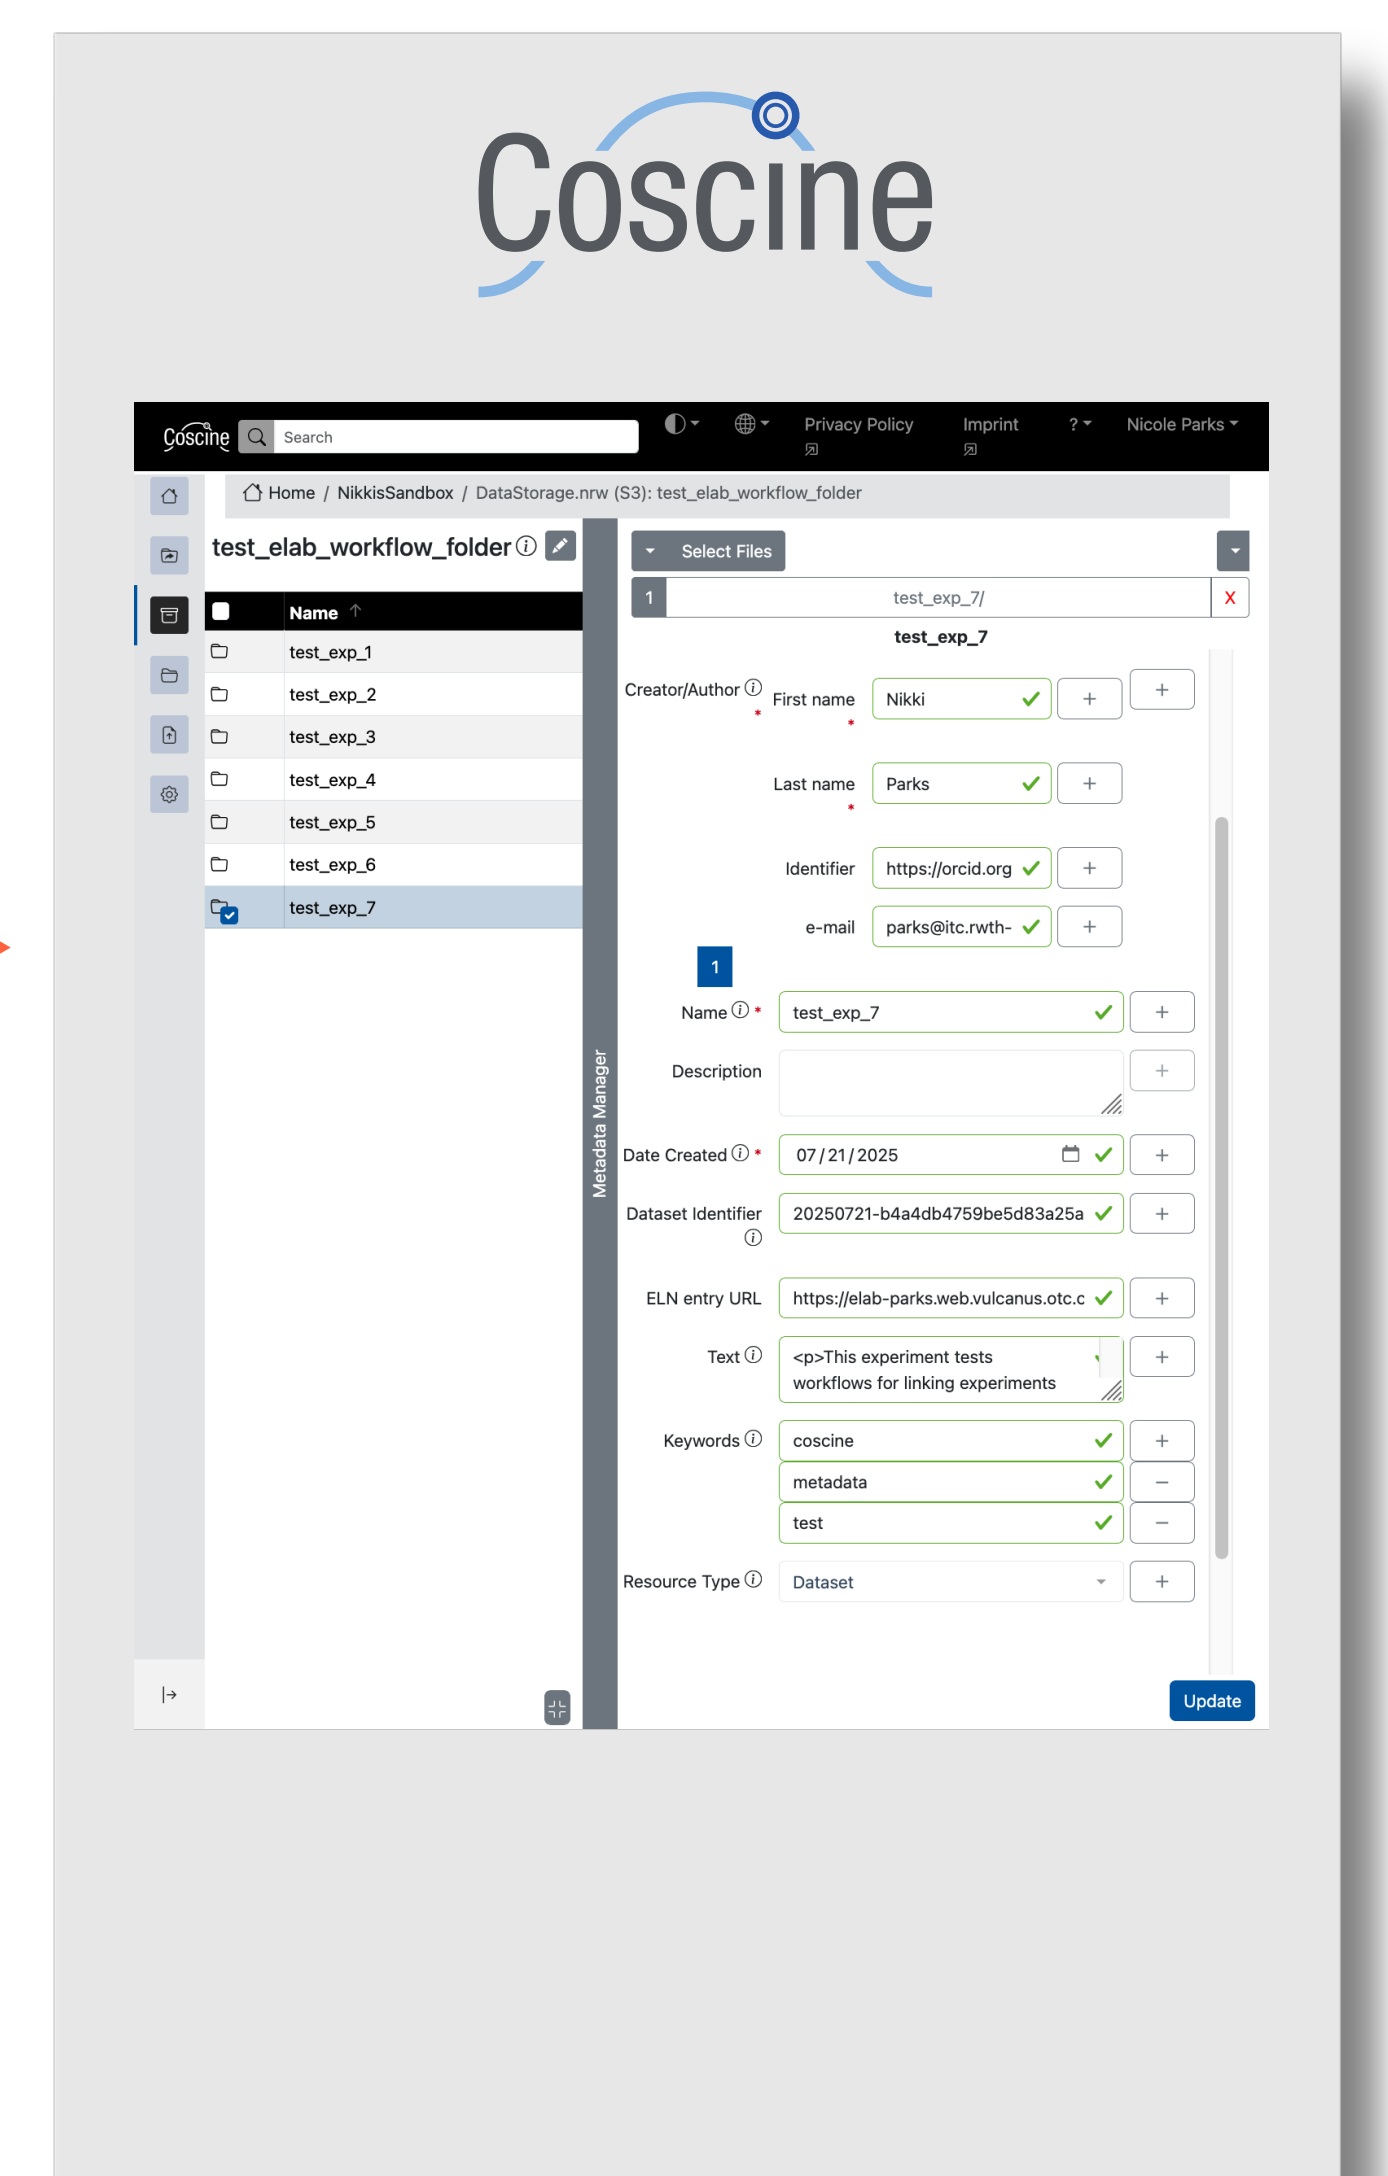 Coscine
Coscine
Search
Privacy Policy
Imprint
?
Nicole Parks
Home / NikkisSandbox / DataStorage.nrw (S3): test_elab_workflow_folder
test_elab_workflow_folder
Name
test_exp_1
test_exp_2
test_exp_3
test_exp_4
test_exp_5
test_exp_6
test_exp_7
Metadata Manager
Select Files
1
test_exp_7/
X
test_exp_7
Creator/Author
*
First name
*
Nikki
+
+
Last name
*
Parks
+
Identifier
https://orcid.org
+
e-mail
parks@itc.rwth-
+
1
Name *
test_exp_7
+
Description
+
Date Created *
07/21/2025
+
Dataset Identifier
20250721-b4a4db4759be5d83a25a
+
ELN entry URL
https://elab-parks.web.vulcanus.otc.c
+
Text
<p>This experiment tests
workflows for linking experiments
+
Keywords
coscine
+
metadata
−
test
−
Resource Type
Dataset
+
Update